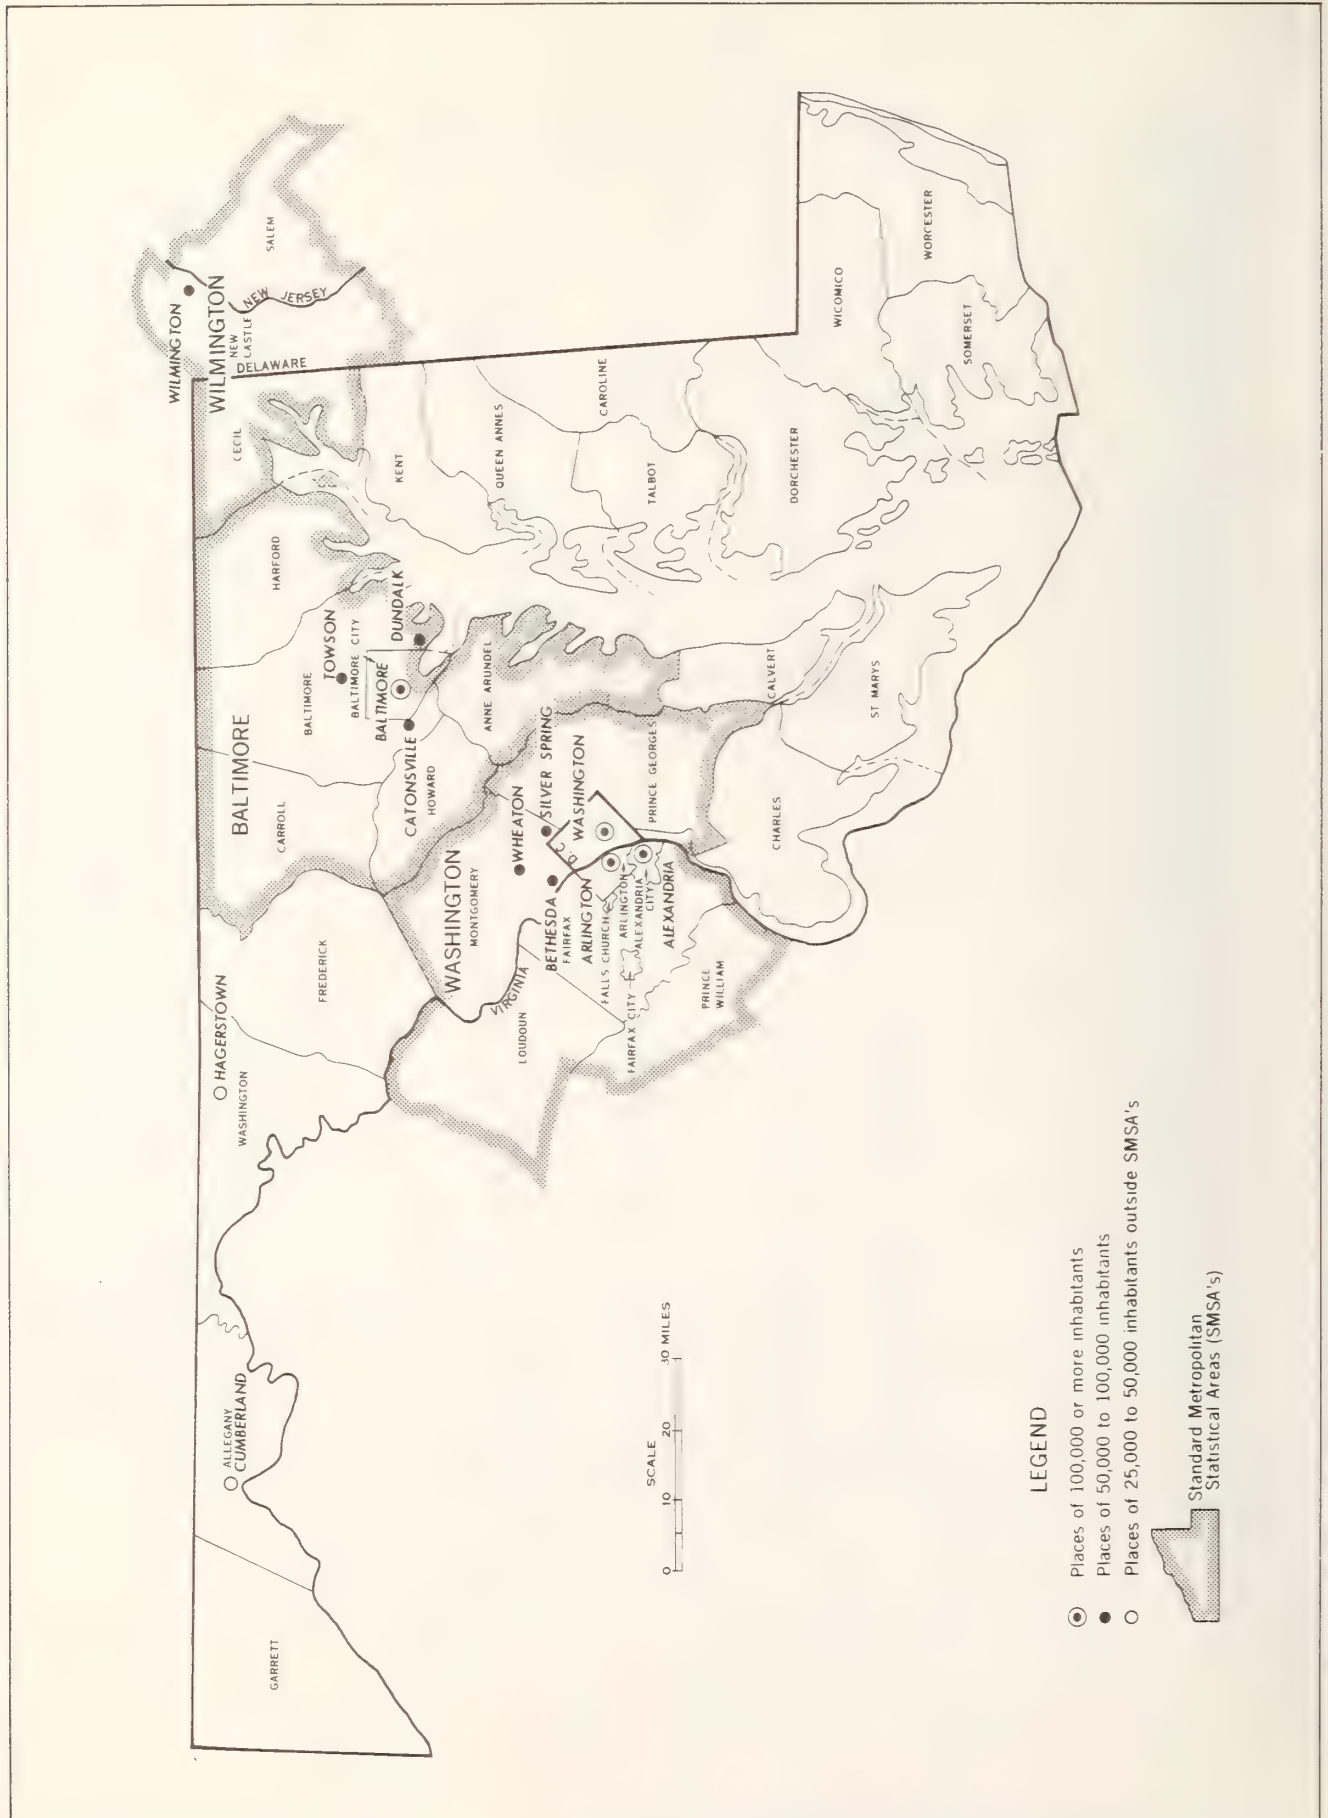 WILMINGTON
WILMINGTON
NEW
CASTLE
NEW JERSEY
SALEM
DELAWARE
CECIL
HARFORD
KENT
QUEEN ANNES
CAROLINE
TALBOT
DORCHESTER
WICOMICO
WORCESTER
SOMERSET
BALTIMORE
CARROLL
BALTIMORE
TOWSON
BALTIMORE CITY
BALTIMORE
DUNDALK
CATONSVILLE
HOWARD
ANNE ARUNDEL
CALVERT
ST MARYS
CHARLES
PRINCE GEORGES
WASHINGTON
MONTGOMERY
WHEATON
SILVER SPRING
WASHINGTON
D.C.
BETHESDA
FAIRFAX
ARLINGTON
FALLS CHURCH
ARLINGTON
ALEXANDRIA
CITY
ALEXANDRIA
FAIRFAX CITY
PRINCE
WILLIAM
VIRGINIA
LOUDOUN
FREDERICK
HAGERSTOWN
WASHINGTON
ALLEGANY
CUMBERLAND
GARRETT
SCALE
0 10 20 30 MILES
LEGEND
Places of 100,000 or more inhabitants
Places of 50,000 to 100,000 inhabitants
Places of 25,000 to 50,000 inhabitants outside SMSA's
Standard Metropolitan
Statistical Areas (SMSA's)